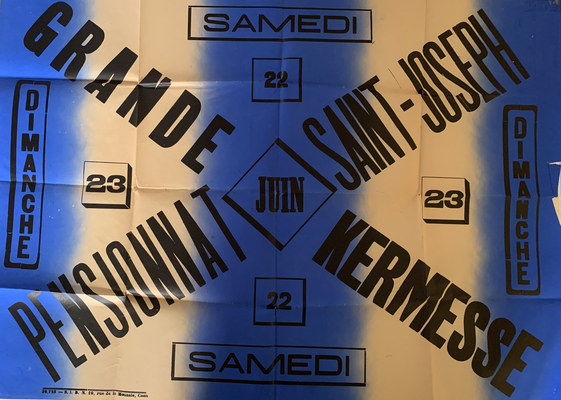 SAMEDI
22
GRANDE
SAINT-JOSEPH
DIMANCHE
23
JUIN
23
DIMANCHE
PENSIONNAT
KERMESSE
22
SAMEDI